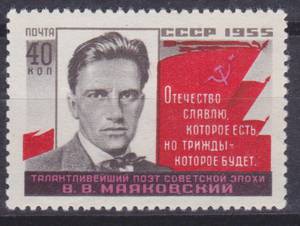 ПОЧТА
СССР 1955
40
КОП
ОТЕЧЕСТВО
СЛАВЛЮ,
КОТОРОЕ ЕСТЬ,
НО ТРИЖДЫ-
КОТОРОЕ БУДЕТ.
ТАЛАНТЛИВЕЙШИЙ ПОЭТ СОВЕТСКОЙ ЭПОХИ
В. В. МАЯКОВСКИЙ